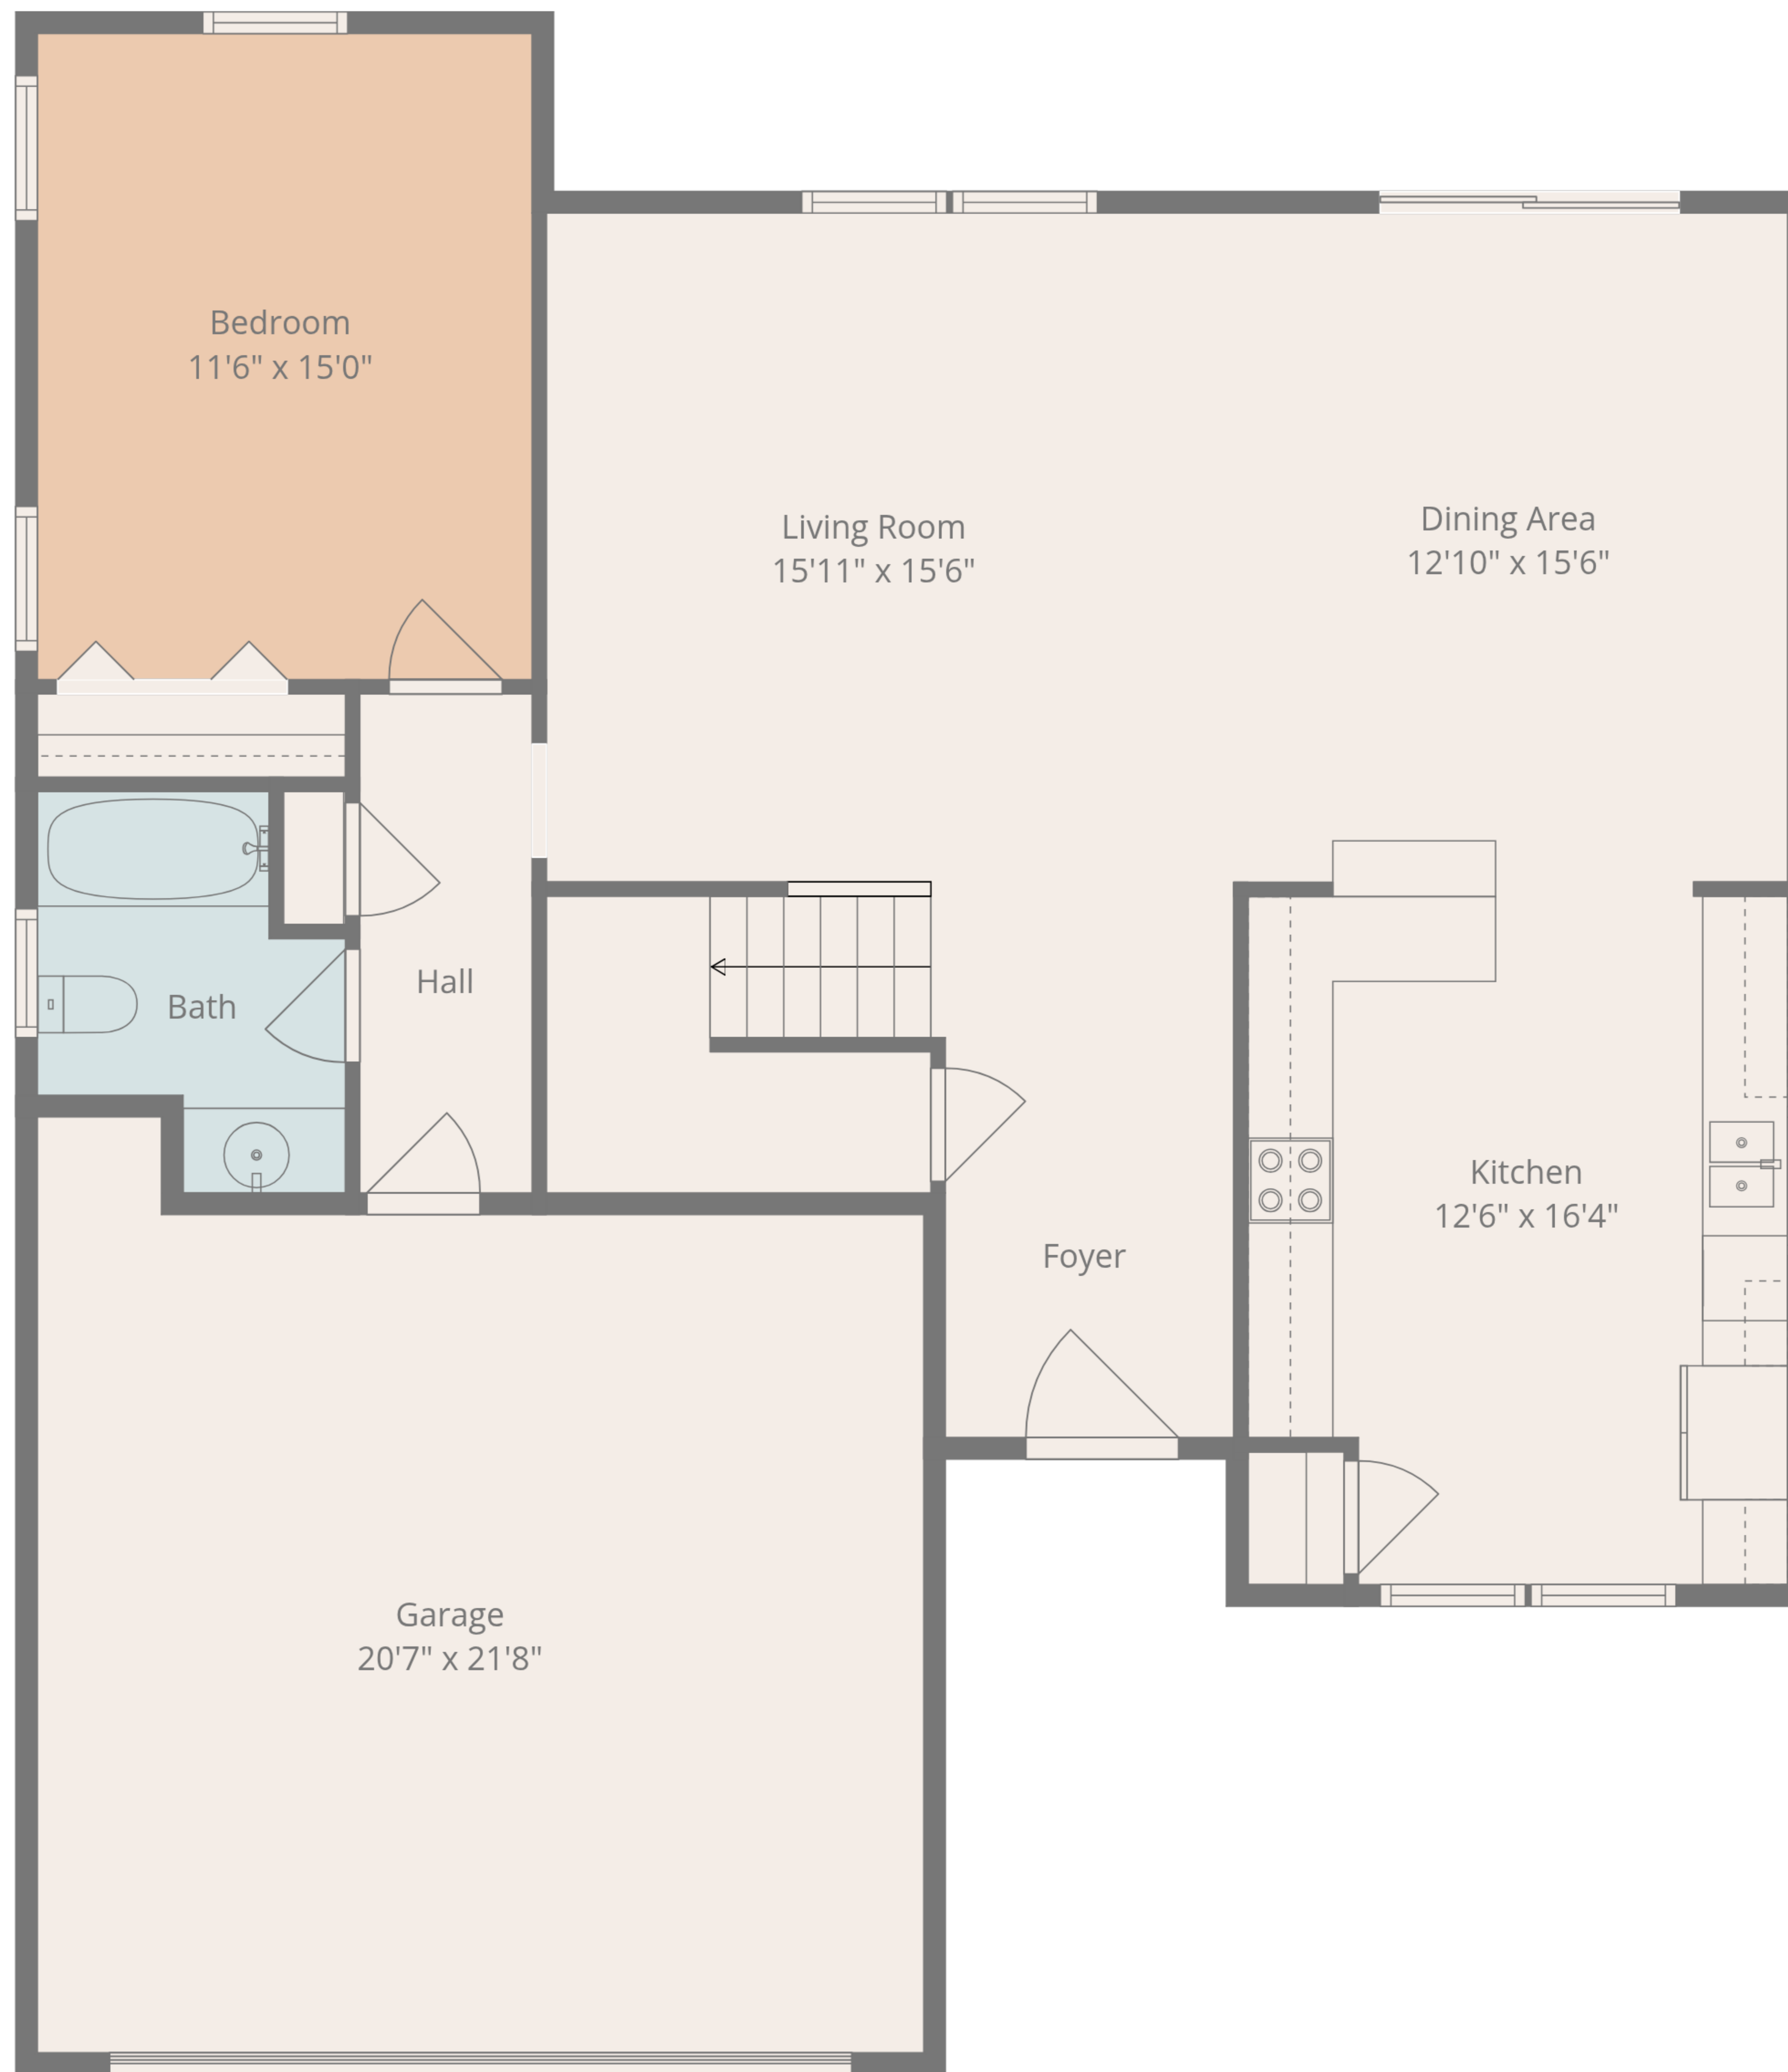 Bedroom
11'6" x 15'0"
Living Room
15'11" x 15'6"
Dining Area
12'10" x 15'6"
Hall
Bath
Kitchen
12'6" x 16'4"
Foyer
Garage
20'7" x 21'8"